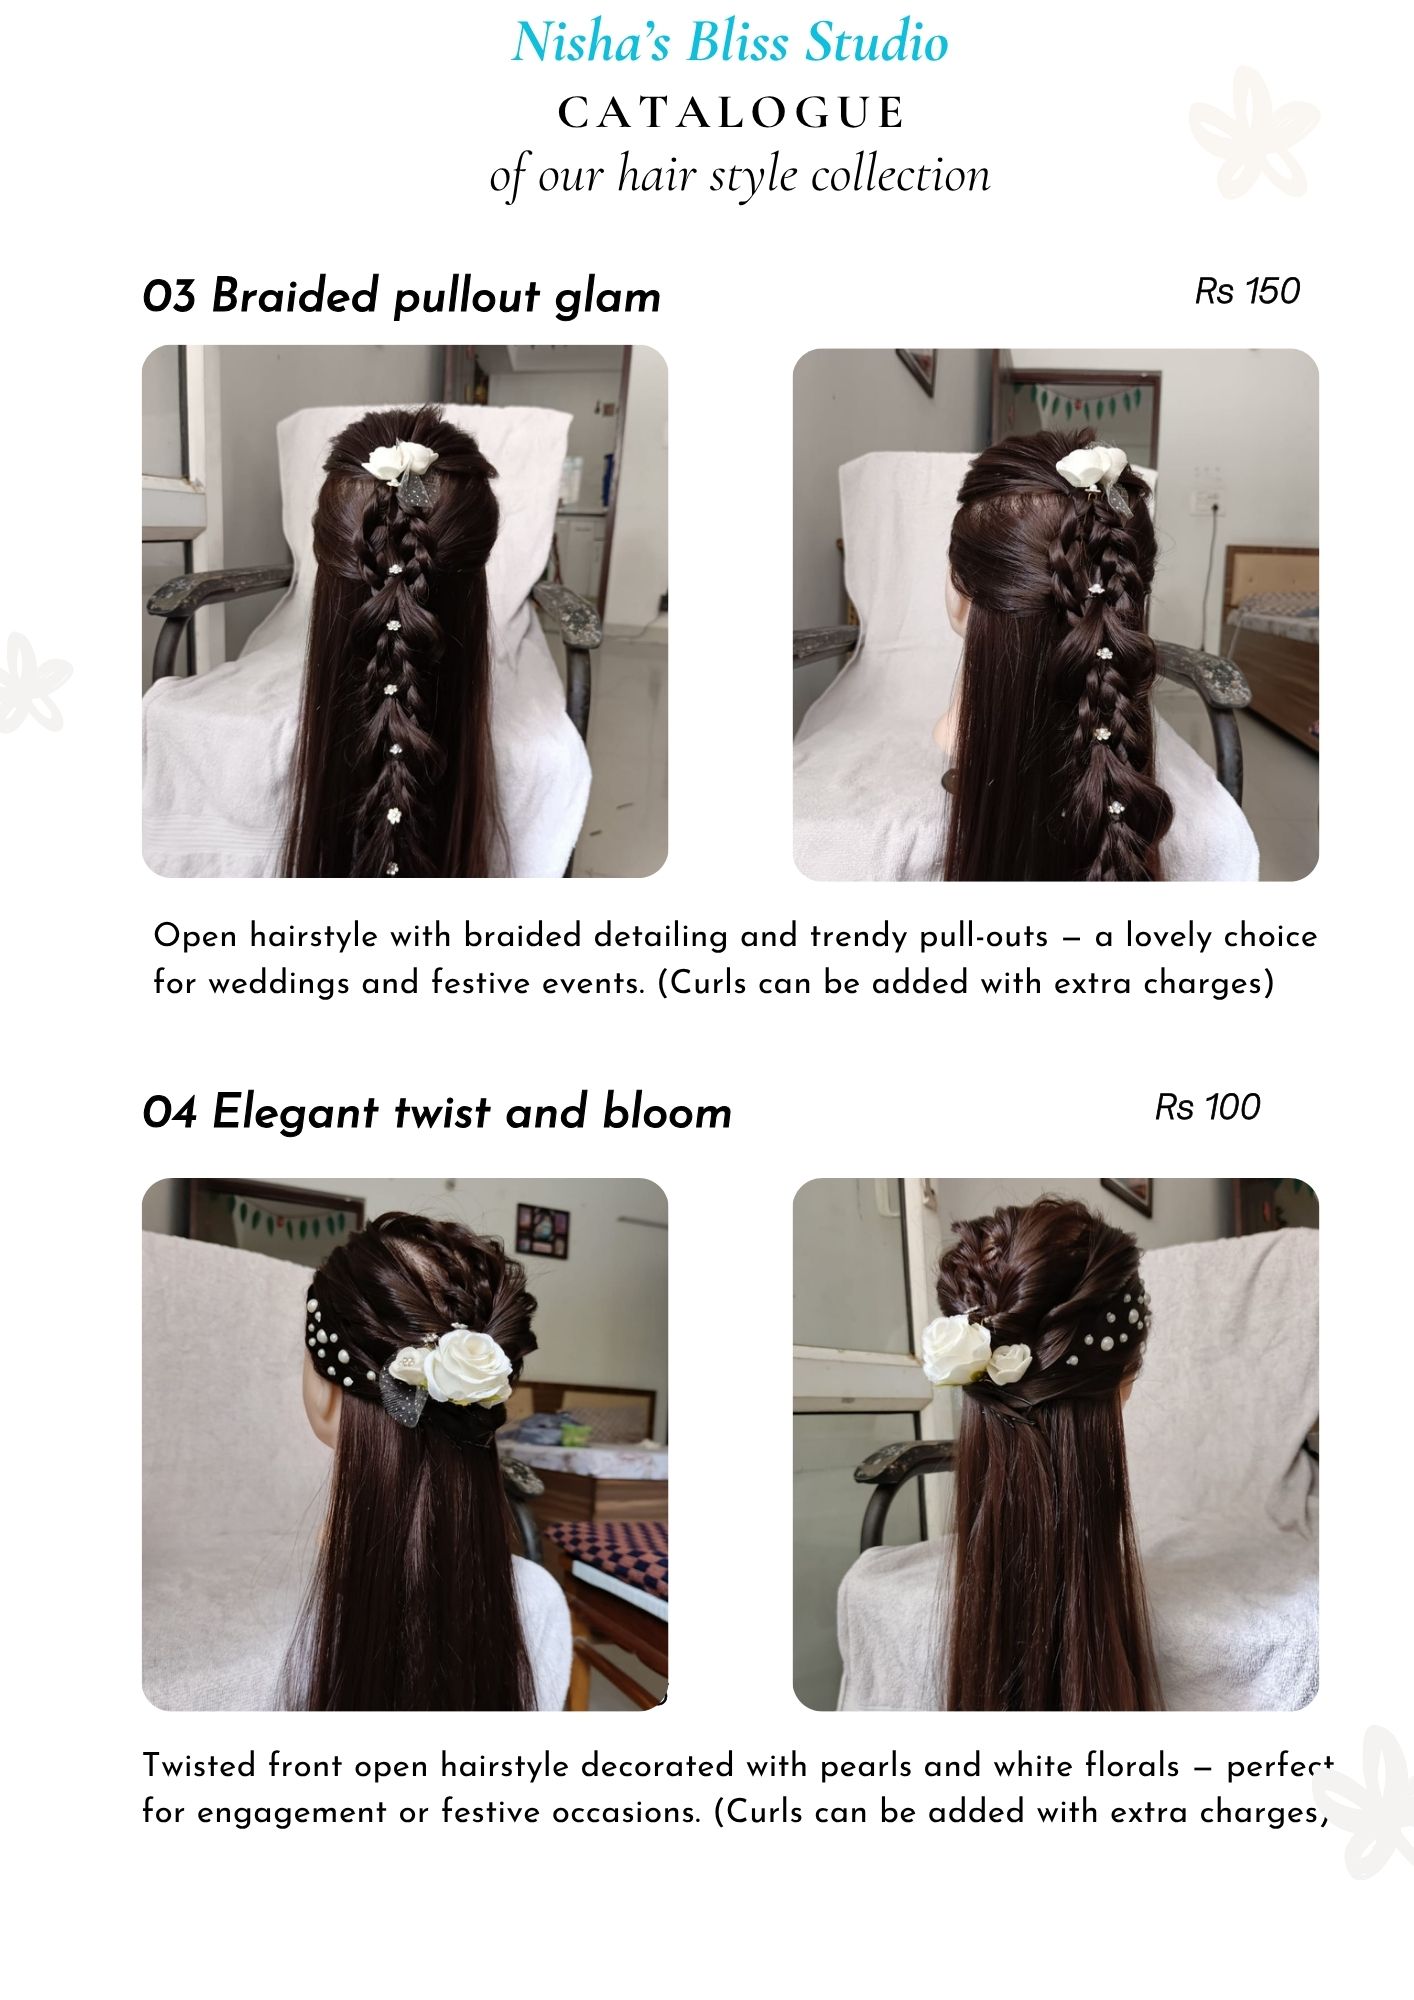 Nisha's Bliss Studio
CATALOGUE
of our hair style collection
03 Braided pullout glam
Rs 150
Open hairstyle with braided detailing and trendy pull-outs – a lovely choice
for weddings and festive events. (Curls can be added with extra charges)
04 Elegant twist and bloom
Rs 100
Twisted front open hairstyle decorated with pearls and white florals – perfect
for engagement or festive occasions. (Curls can be added with extra charges)